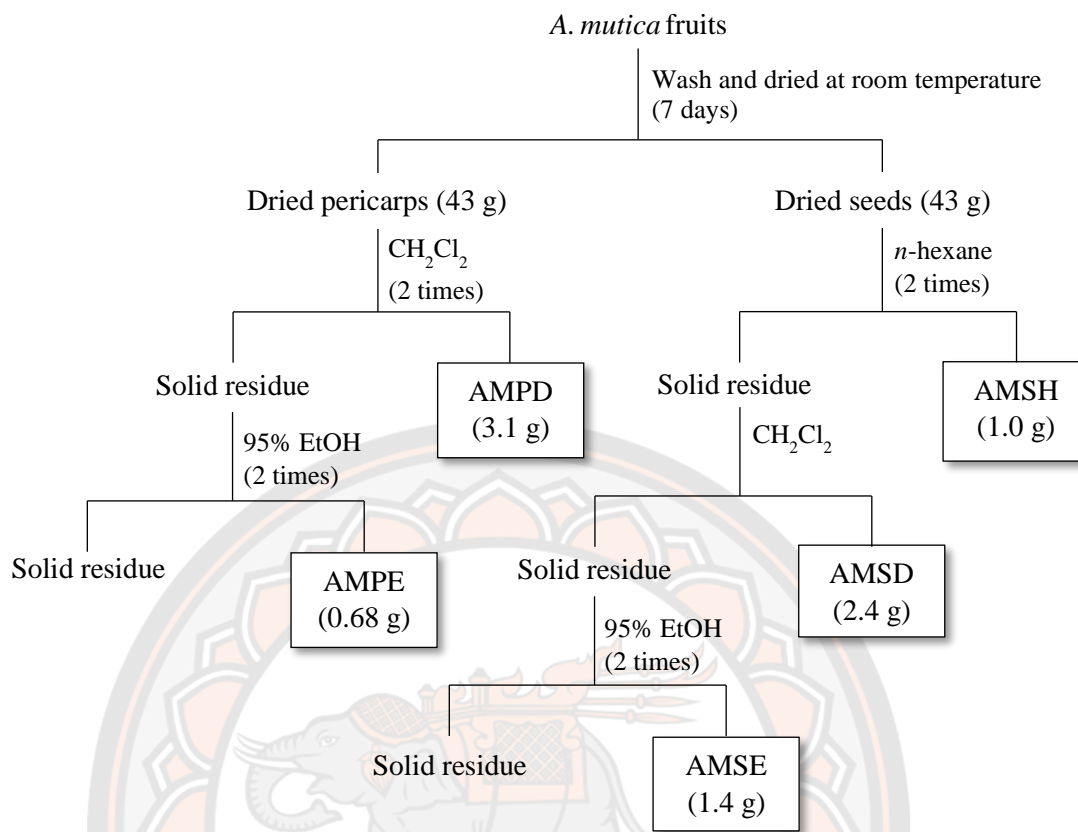 A. mutica fruits
Wash and dried at room temperature
(7 days)
Dried pericarps (43 g)
Dried seeds (43 g)
CH₂Cl₂
(2 times)
n-hexane
(2 times)
Solid residue
AMPD
(3.1 g)
Solid residue
AMSH
(1.0 g)
95% EtOH
(2 times)
CH₂Cl₂
Solid residue
AMPE
(0.68 g)
Solid residue
AMSD
(2.4 g)
95% EtOH
(2 times)
Solid residue
AMSE
(1.4 g)